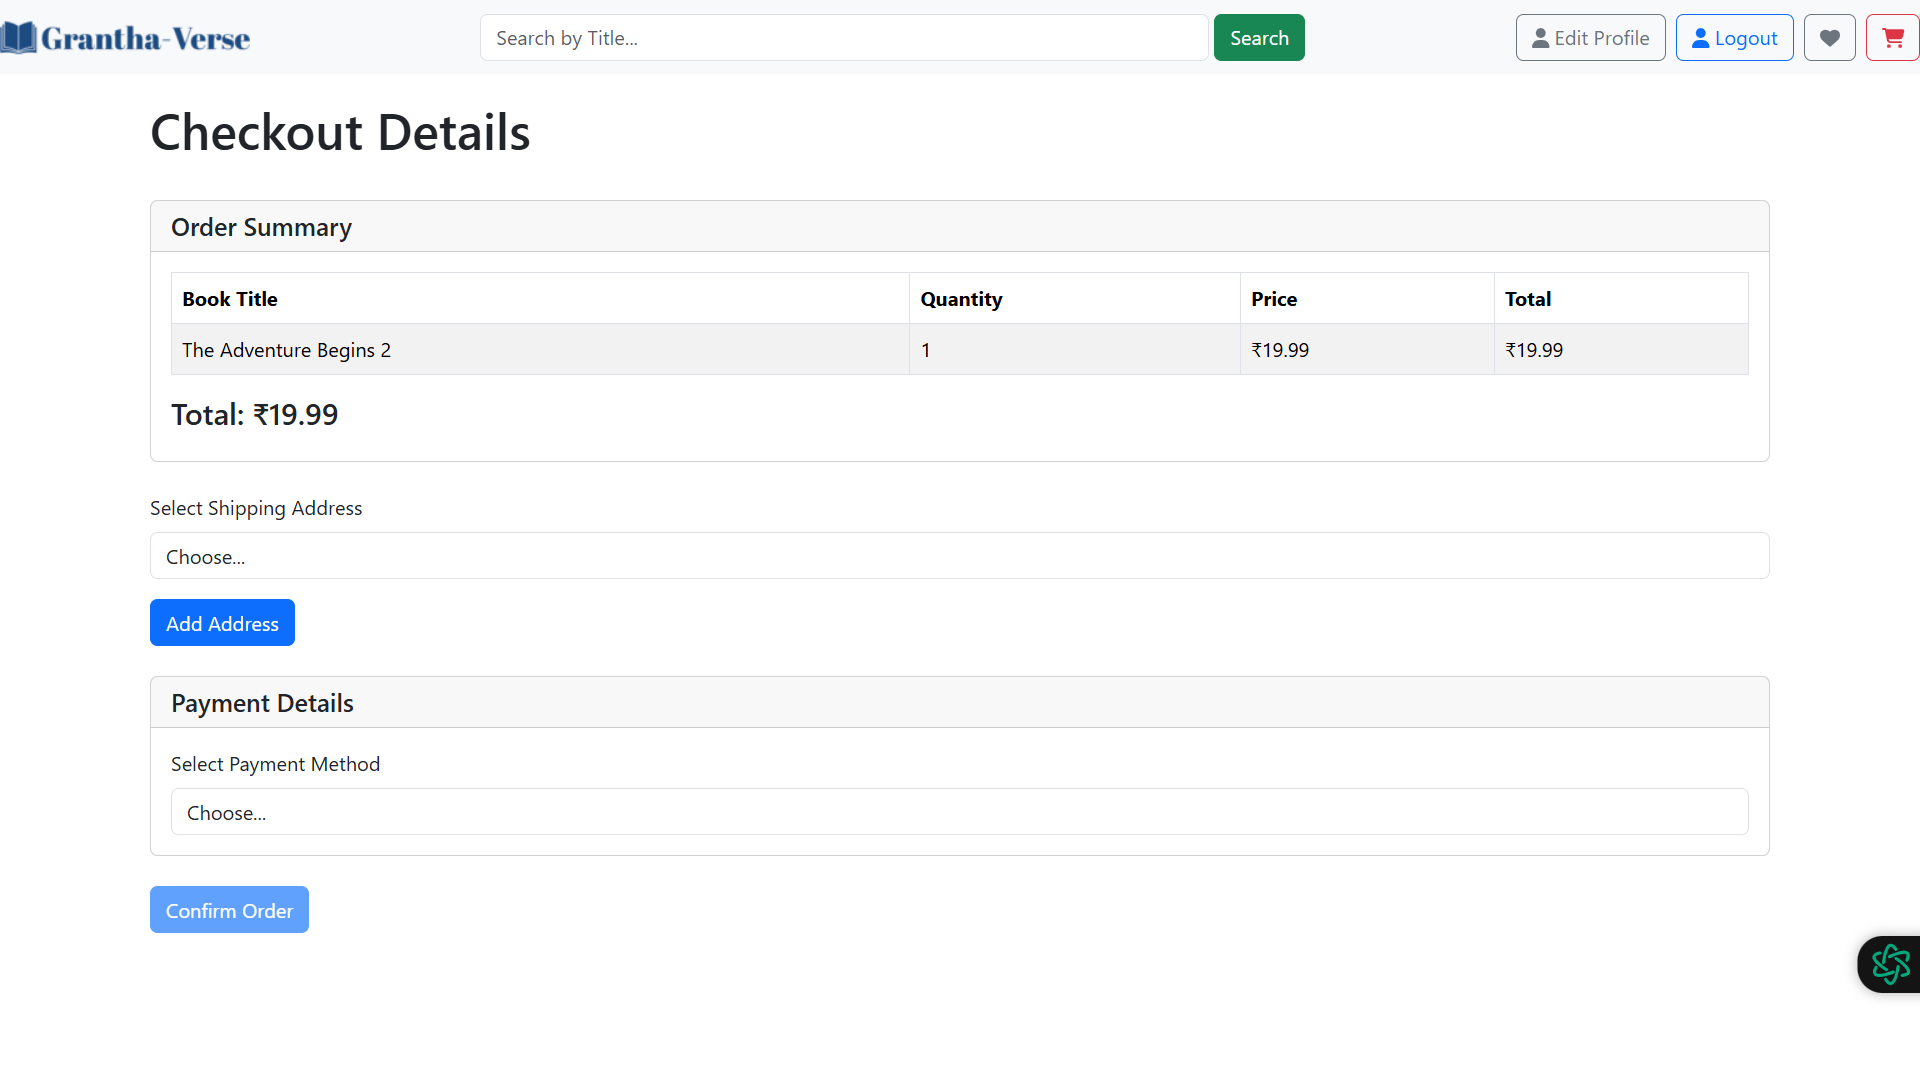 Grantha-Verse
Search by Title...
Search
Edit Profile
Logout
Checkout Details
Order Summary
Book Title Quantity Price Total
The Adventure Begins 2 1 ₹19.99 ₹19.99
Total: ₹19.99
Select Shipping Address
Choose...
Add Address
Payment Details
Select Payment Method
Choose...
Confirm Order